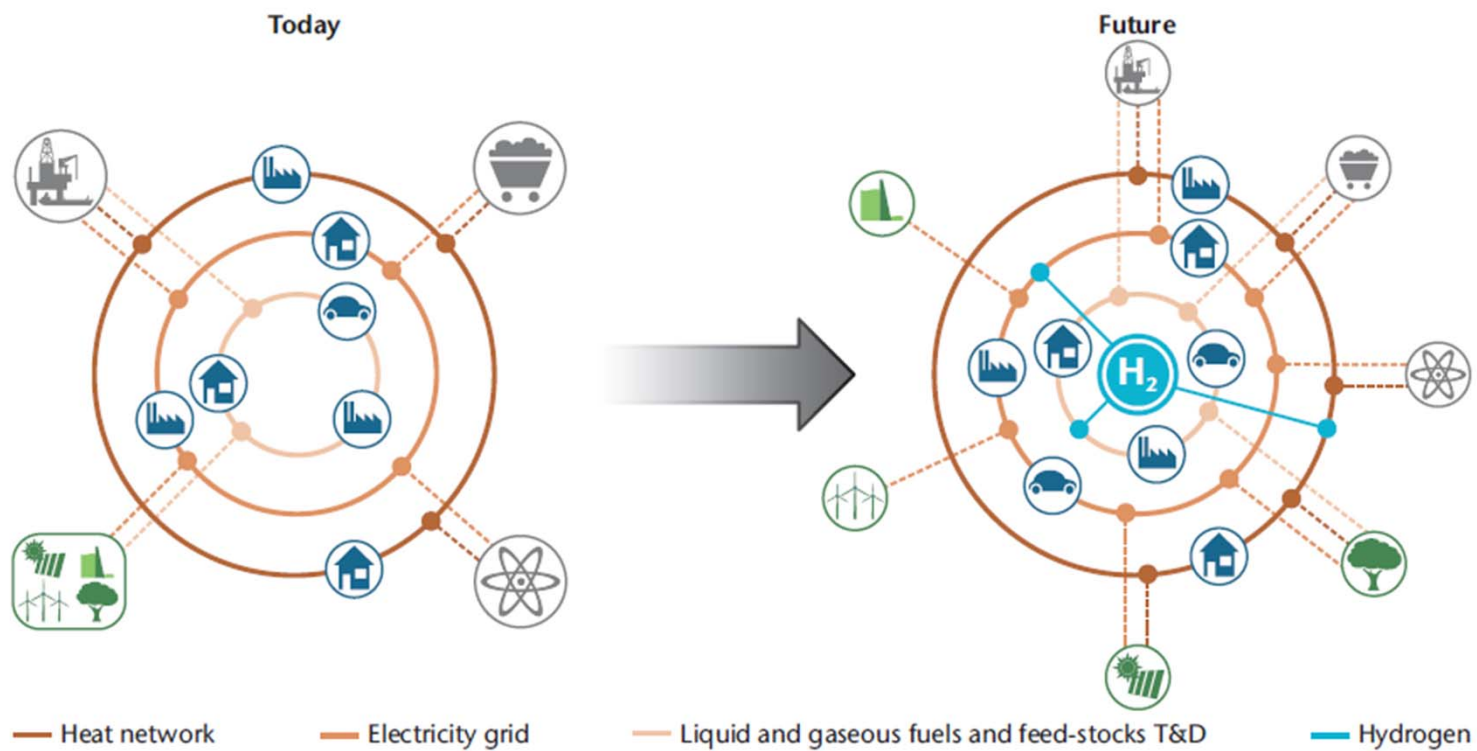 Today
Future
H₂
Heat network
Electricity grid
Liquid and gaseous fuels and feed-stocks T&D
Hydrogen